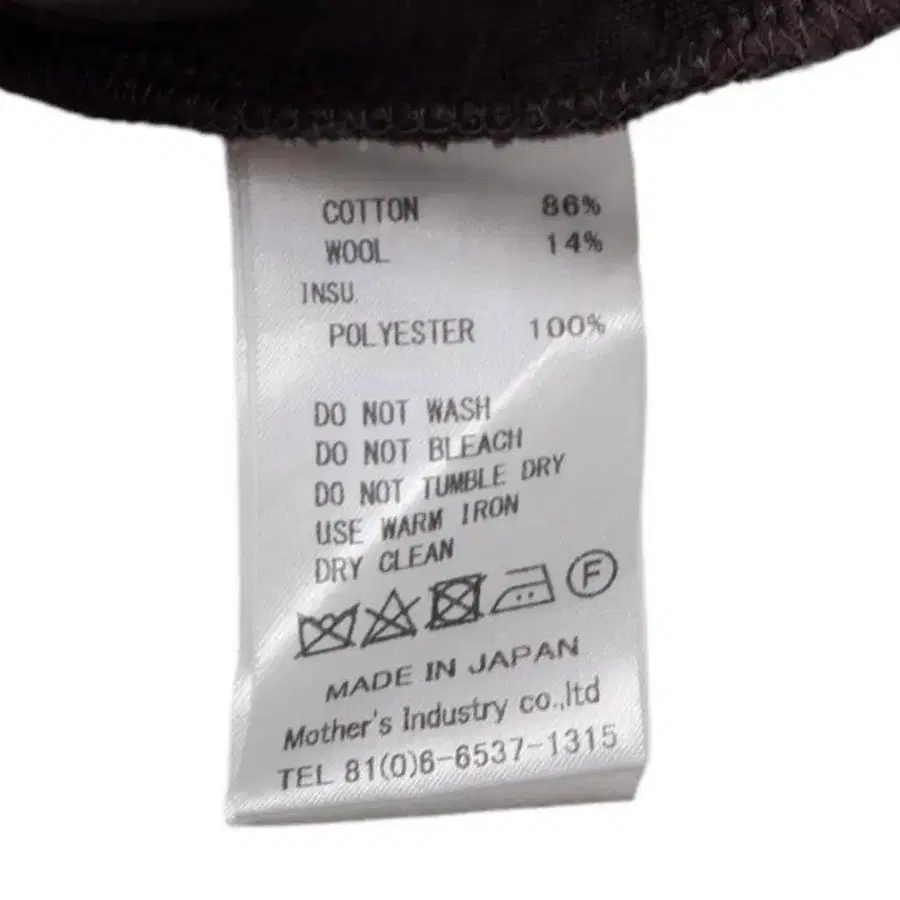 COTTON 86%
WOOL 14%
INSU.
POLYESTER 100%
DO NOT WASH
DO NOT BLEACH
DO NOT TUMBLE DRY
USE WARM IRON
DRY CLEAN
F
MADE IN JAPAN
Mother's Industry co.,ltd
TEL 81(0)6-6537-1315